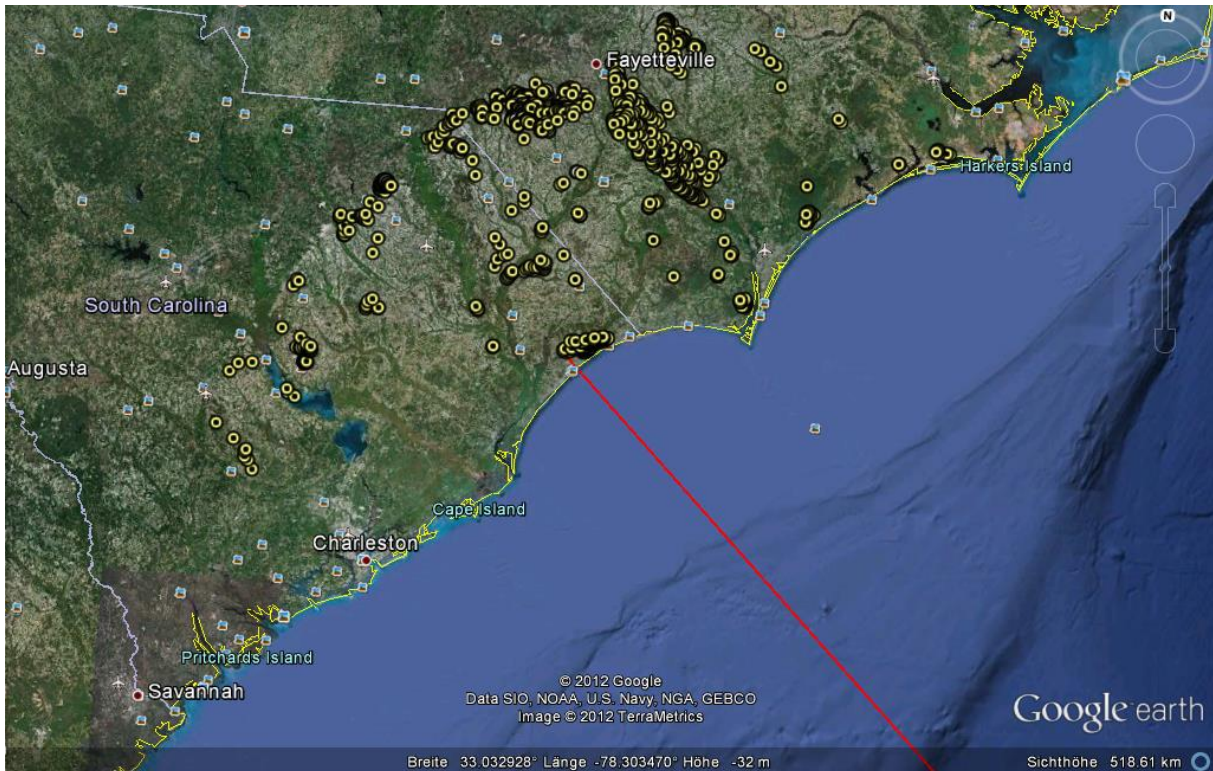 N
Fayetteville
Harkers Island
South Carolina
Augusta
Cape Island
Charleston
Pritchards Island
Savannah
© 2012 Google
Data SIO, NOAA, U.S. Navy, NGA, GEBCO
Image © 2012 TerraMetrics
Google earth
Breite 33.032928° Länge -78.303470° Höhe -32 m
Sichthöhe 518.61 km